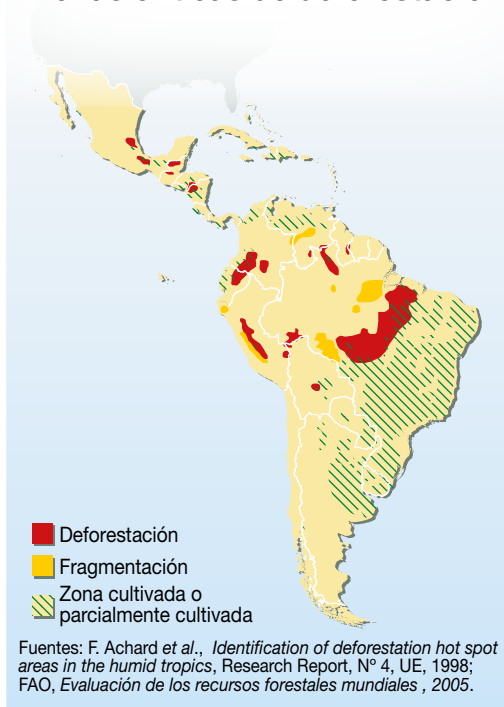 Deforestación
Fragmentación
Zona cultivada o
parcialmente cultivada
Fuentes: F. Achard et al., Identification of deforestation hot spot
areas in the humid tropics, Research Report, Nº 4, UE, 1998;
FAO, Evaluación de los recursos forestales mundiales , 2005.